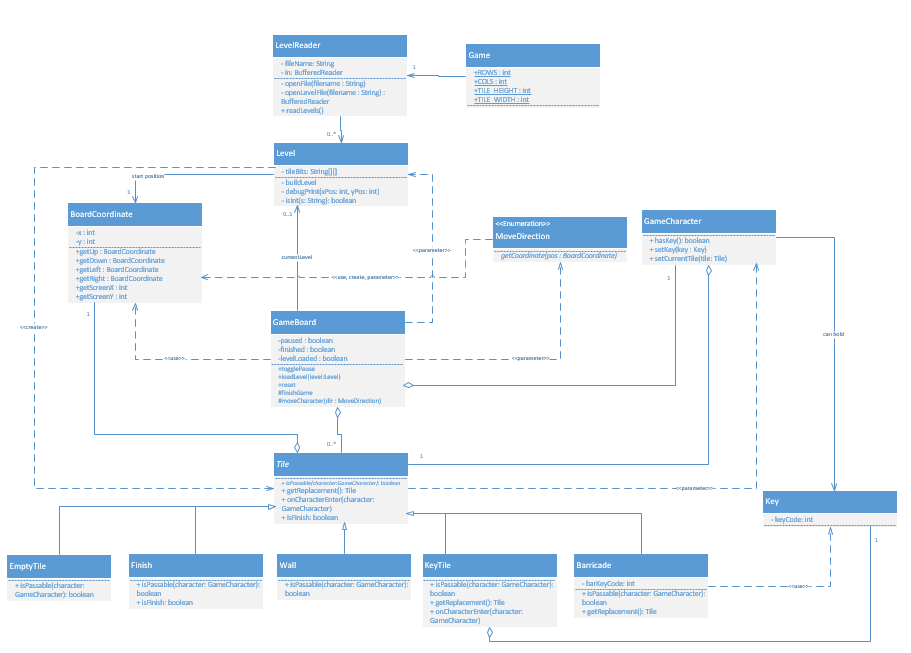 LevelReader
- fileName: String
- in: BufferedReader
- openFile(filename : String)
- openLevelFile(filename : String) :
BufferedReader
+ readLevels()
Game
+ROWS : int
+COLS : int
+TILE_HEIGHT : int
+TILE_WIDTH : int
1
0..*
Level
- tileBits: String[][]
- buildLevel
- debugPrint(xPos: int, yPos: int)
- isInt(s: String): boolean
start position
1
0..1
BoardCoordinate
-x : int
-y : int
+getUp : BoardCoordinate
+getDown : BoardCoordinate
+getLeft : BoardCoordinate
+getRight : BoardCoordinate
+getScreenX : int
+getScreenY : int
1
<<Enumeration>>
MoveDirection
getCoordinate(pos : BoardCoordinate)
GameCharacter
+ hasKey(): boolean
+ setKey(key : Key)
+ setCurrentTile(tile: Tile)
1
currentLevel
<<parameter>>
<<use, create, parameter>>
<<create>>
can hold
GameBoard
-paused : boolean
-finished : boolean
-levelLoaded : boolean
+togglePause
+loadLevel(level:Level)
+reset
#finishGame
#moveCharacter(dir : MoveDirection)
<<use>>
<<parameter>>
0..*
1
Tile
+ isPassable(character:GameCharacter): boolean
+ getReplacement(): Tile
+ onCharacterEnter(character:
GameCharacter)
+ isFinish: boolean
<<parameter>>
Key
- keyCode: int
1
EmptyTile
+ isPassable(character:
GameCharacter): boolean
Finish
+ isPassable(character: GameCharacter):
boolean
+ isFinish: boolean
Wall
+ isPassable(character: GameCharacter):
boolean
KeyTile
+ isPassable(character: GameCharacter):
boolean
+ getReplacement(): Tile
+ onCharacterEnter(character:
GameCharacter)
Barricade
- barKeyCode: int
+ isPassable(character: GameCharacter):
boolean
+ getReplacement(): Tile
<<use>>